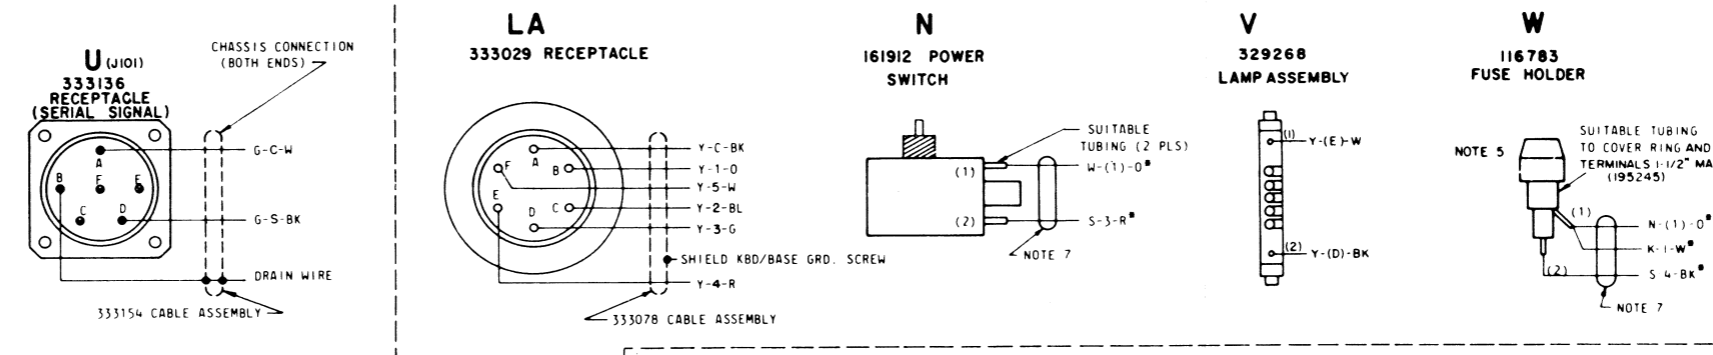 U (J101)
333136
RECEPTACLE
(SERIAL SIGNAL)
CHASSIS CONNECTION
(BOTH ENDS)
A
B
F
E
C
D
G-C-W
G-S-BK
DRAIN WIRE
333154 CABLE ASSEMBLY
LA
333029 RECEPTACLE
A
F
B
E
D
C
Y-C-BK
Y-1-O
Y-5-W
Y-2-BL
Y-3-G
SHIELD KBD/BASE GRD. SCREW
Y-4-R
333078 CABLE ASSEMBLY
N
161912 POWER
SWITCH
SUITABLE
TUBING (2 PLS)
(1)
W-(1)-O*
(2)
S-3-R*
NOTE 7
V
329268
LAMP ASSEMBLY
(1)
Y-(E)-W
(2)
Y-(D)-BK
W
116783
FUSE HOLDER
NOTE 5
SUITABLE TUBING
TO COVER RING AND
TERMINALS 1-1/2" MA
(195245)
(1)
N-(1)-O*
K-1-W*
(2)
S 4-BK*
NOTE 7